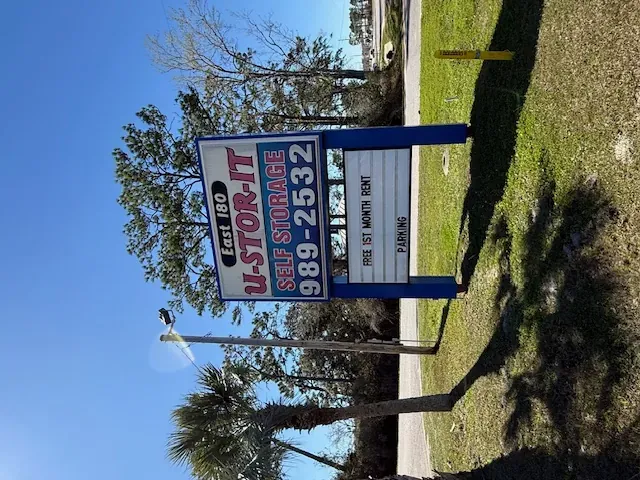 East 180
U-STOR-IT
SELF STORAGE
989-2532
FREE 1ST MONTH RENT
PARKING